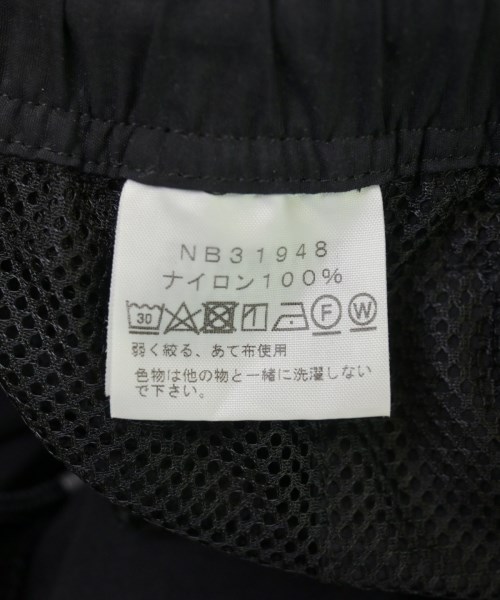 NB31948
ナイロン100%
30 F W
弱く絞る、あて布使用
色物は他の物と一緒に洗濯しない
で下さい。